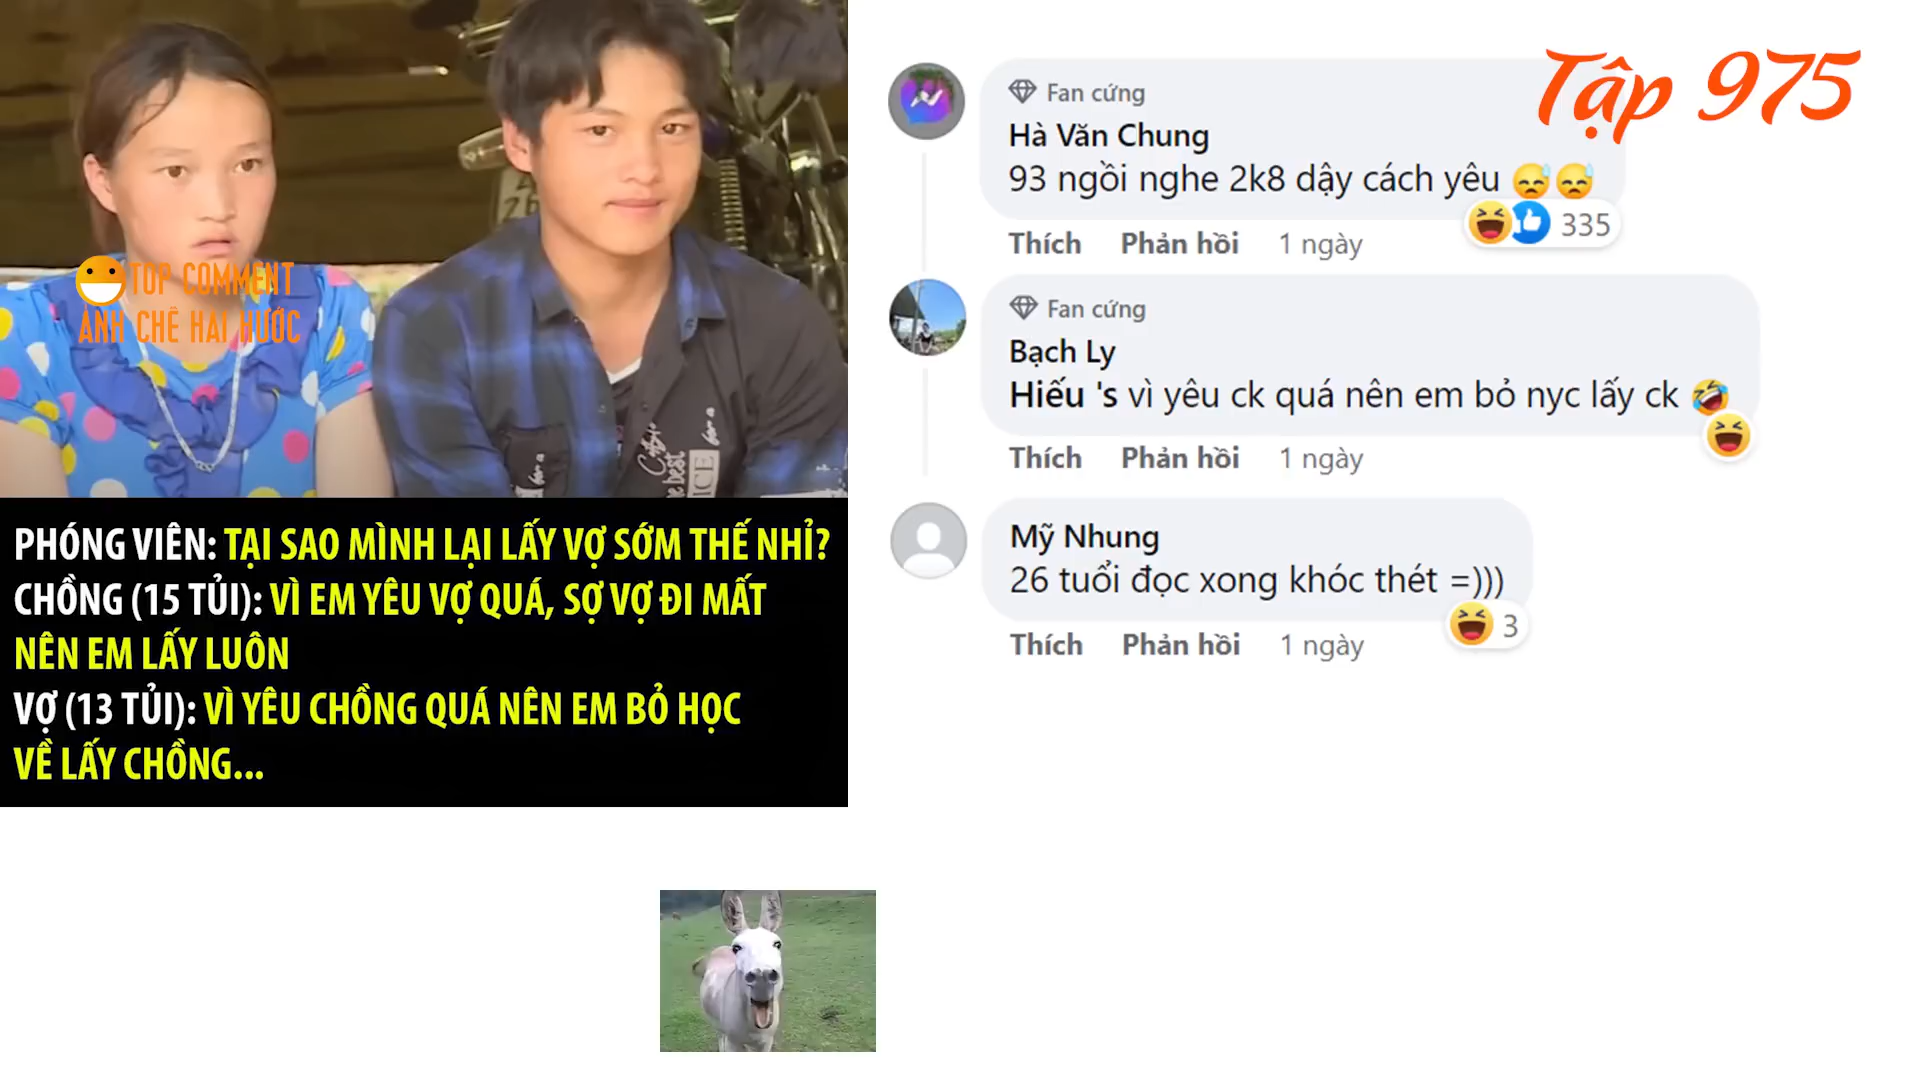 TOP COMMENT
ẢNH CHẾ HÀI HƯỚC
PHÓNG VIÊN: TẠI SAO MÌNH LẠI LẤY VỢ SỚM THẾ NHỈ?
CHỒNG (15 TỦI): VÌ EM YÊU VỢ QUÁ, SỢ VỢ ĐI MẤT
NÊN EM LẤY LUÔN
VỢ (13 TỦI): VÌ YÊU CHỒNG QUÁ NÊN EM BỎ HỌC
VỀ LẤY CHỒNG...
Tập 975
Fan cứng
Hà Văn Chung
93 ngồi nghe 2k8 dậy cách yêu 😓😓
335
Thích Phản hồi 1 ngày
Fan cứng
Bạch Ly
Hiếu 's vì yêu ck quá nên em bỏ nyc lấy ck 🤣
Thích Phản hồi 1 ngày
Mỹ Nhung
26 tuổi đọc xong khóc thét =)))
3
Thích Phản hồi 1 ngày